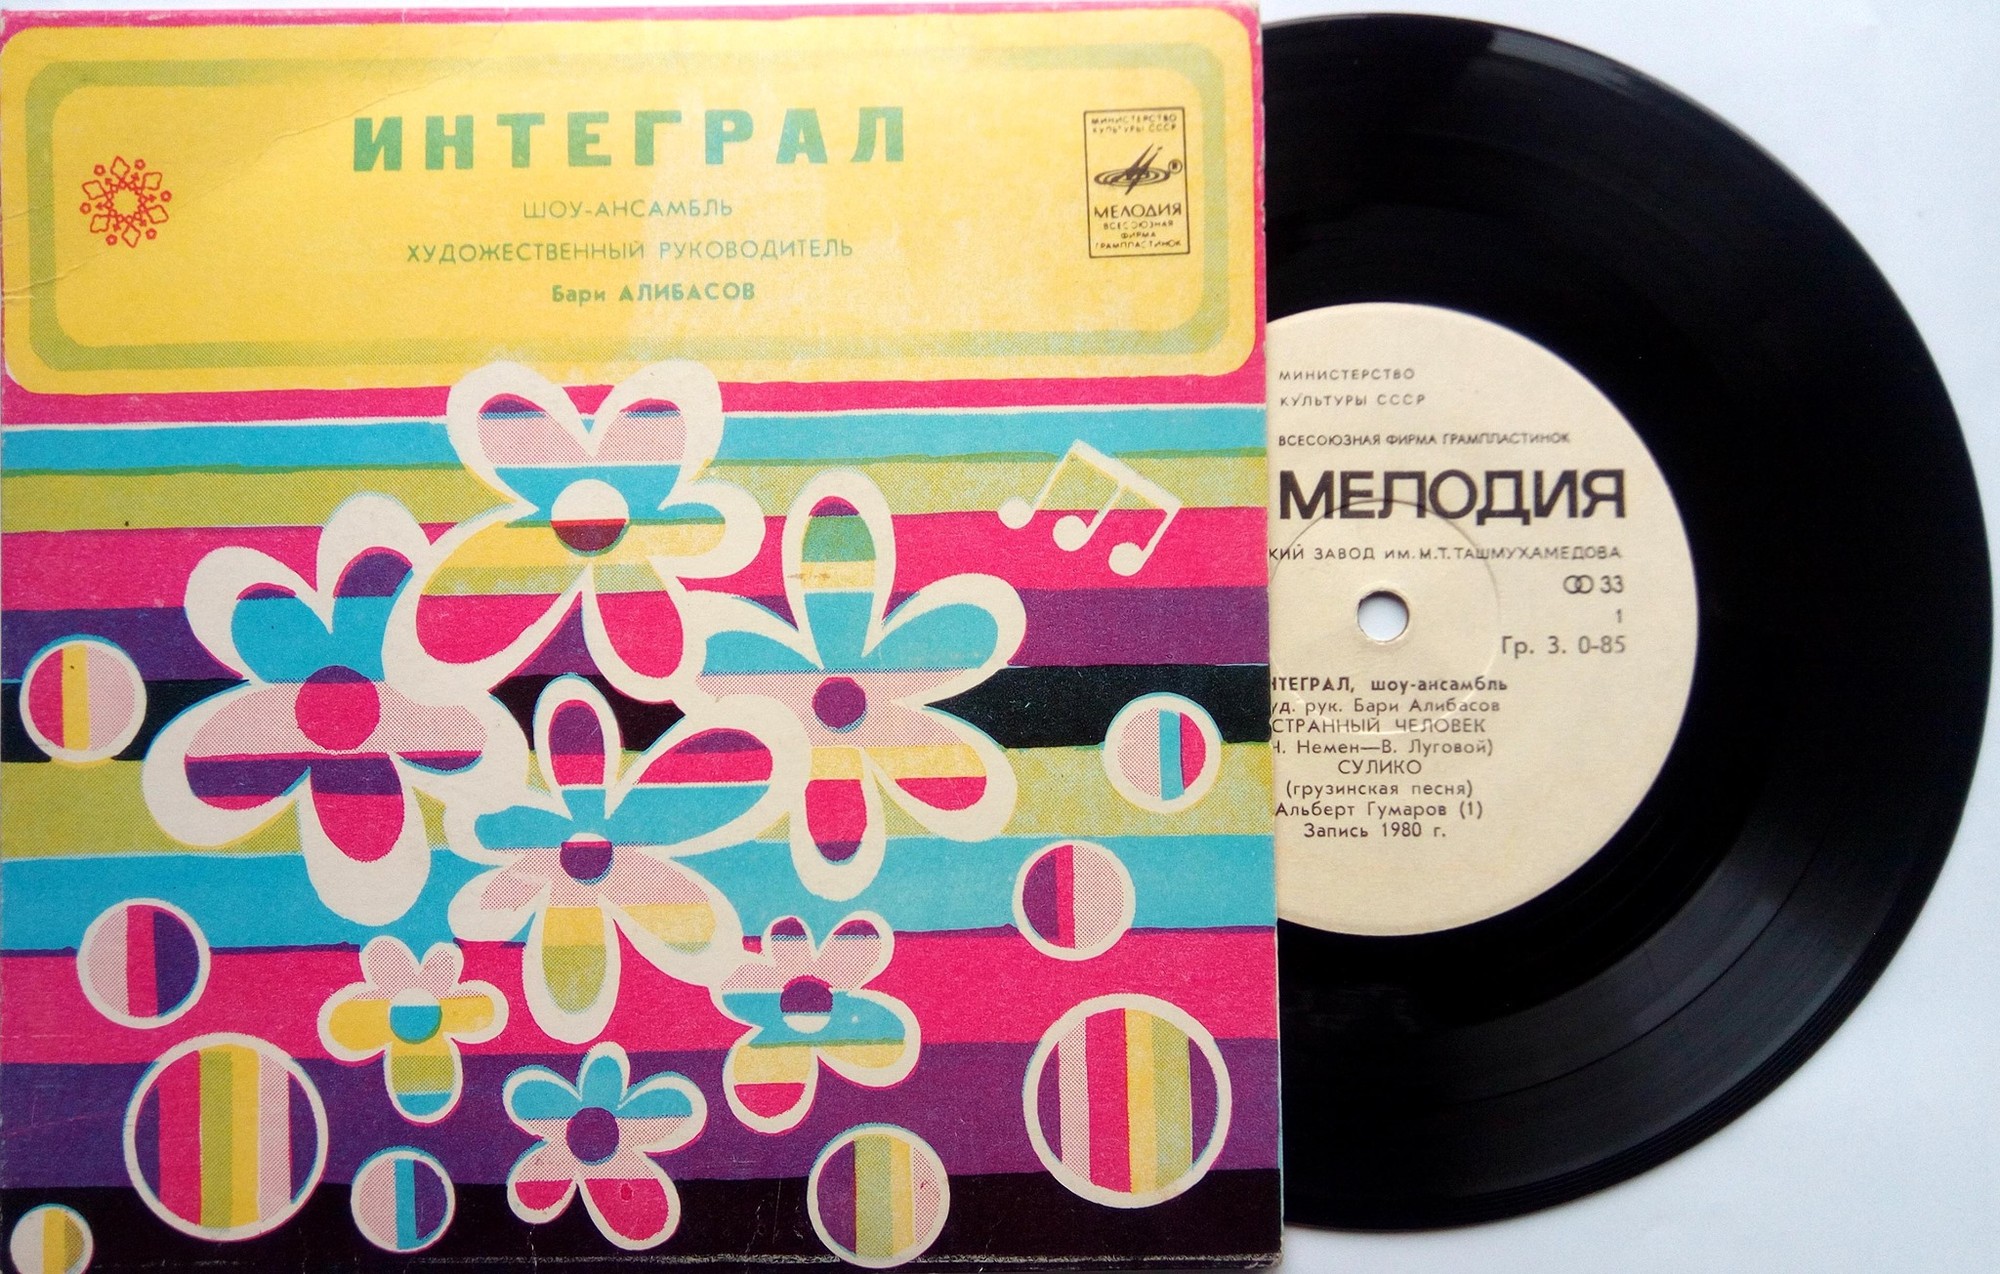 ИНТЕГРАЛ
ШОУ-АНСАМБЛЬ
ХУДОЖЕСТВЕННЫЙ РУКОВОДИТЕЛЬ
Бари АЛИБАСОВ
МИНИСТЕРСТВО
КУЛЬТУРЫ СССР
МЕЛОДИЯ
ВСЕСОЮЗНАЯ
ФИРМА
ГРАМПЛАСТИНОК
МИНИСТЕРСТВО
КУЛЬТУРЫ СССР
ВСЕСОЮЗНАЯ ФИРМА ГРАМПЛАСТИНОК
МЕЛОДИЯ
КИЙ ЗАВОД им. М.Т. ТАШМУХАМЕДОВА
33
1
Гр. 3. 0-85
НТЕГРАЛ, шоу-ансамбль
уд. рук. Бари Алибасов
СТРАННЫЙ ЧЕЛОВЕК
Ч. Немен—В. Луговой)
СУЛИКО
(грузинская песня)
Альберт Гумаров (1)
Запись 1980 г.